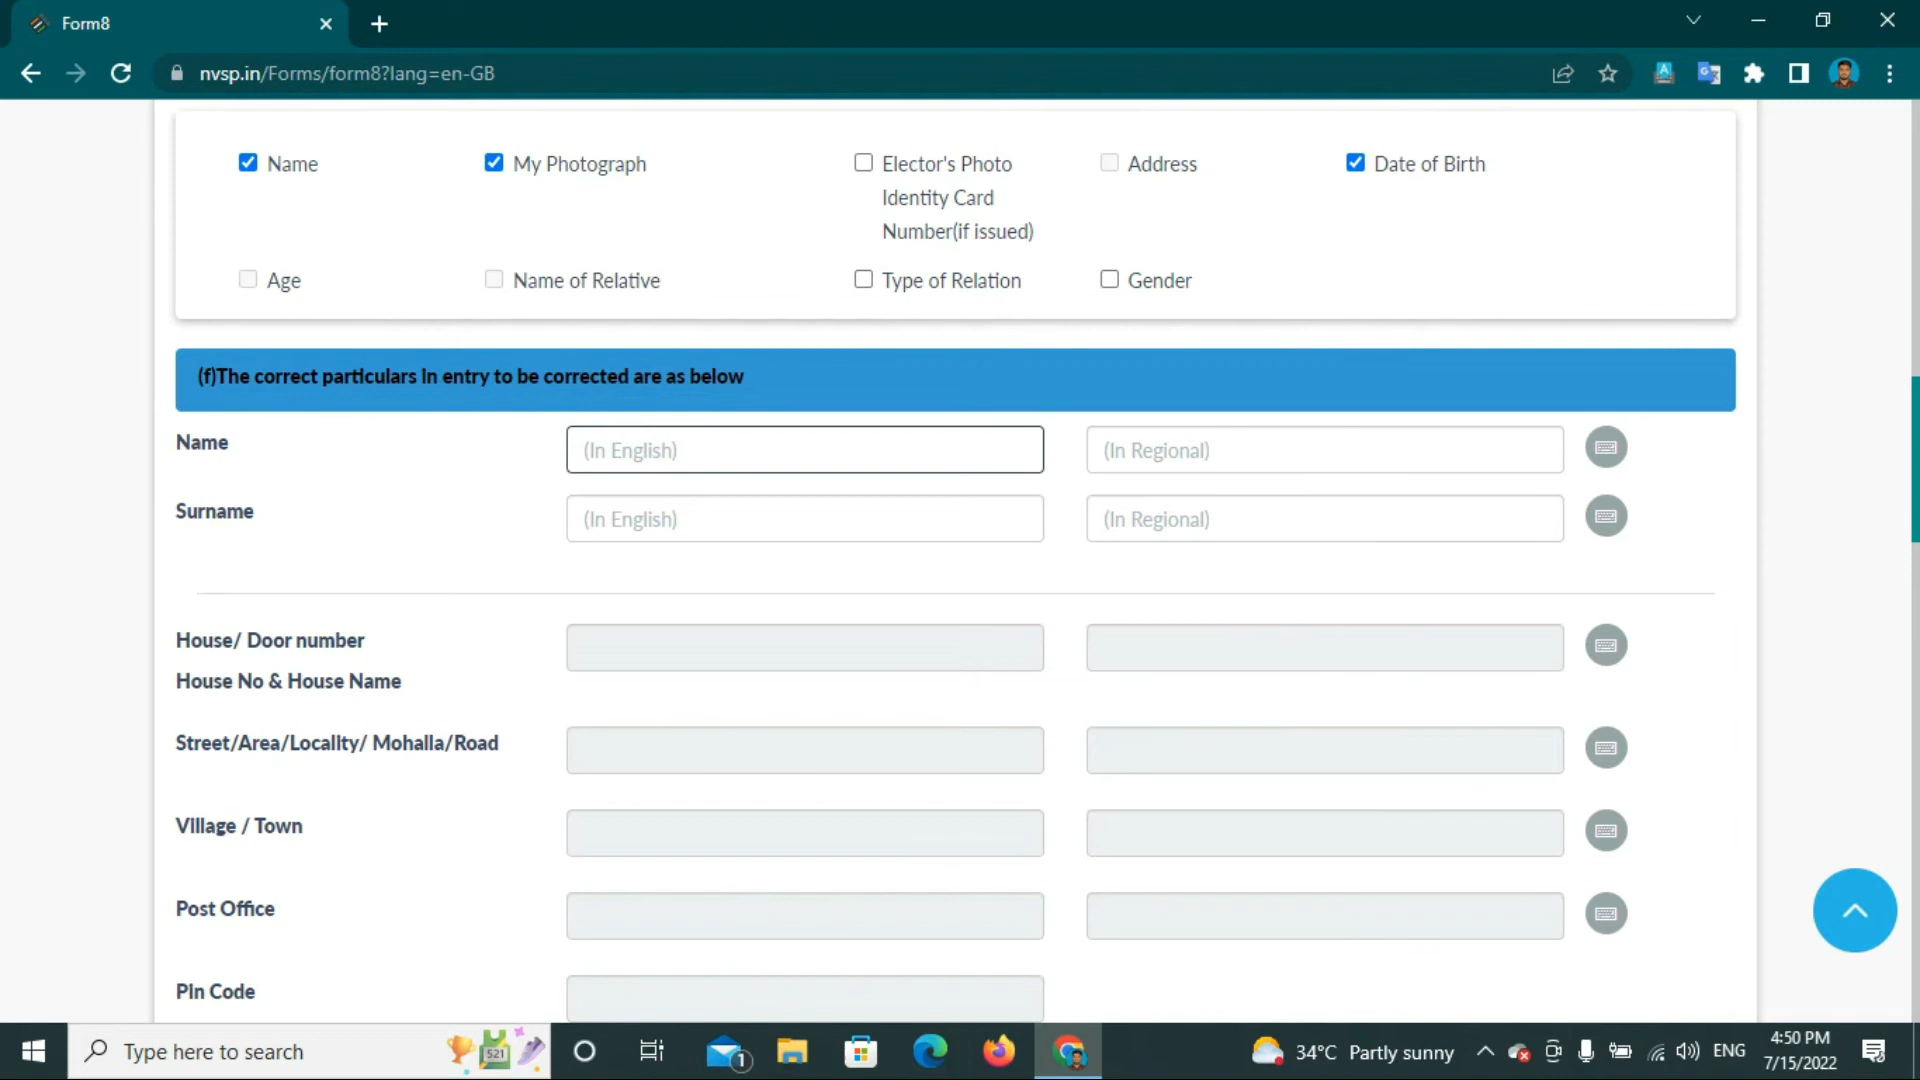 Form8
nvsp.in/Forms/form8?lang=en-GB
Name
My Photograph
Elector's Photo
Identity Card
Number(if issued)
Address
Date of Birth
Age
Name of Relative
Type of Relation
Gender
(f)The correct particulars in entry to be corrected are as below
Name
(In English)
(In Regional)
Surname
(In English)
(In Regional)
House/ Door number
House No & House Name
Street/Area/Locality/ Mohalla/Road
Village / Town
Post Office
Pin Code
Type here to search
521
1
34°C Partly sunny
ENG
4:50 PM
7/15/2022